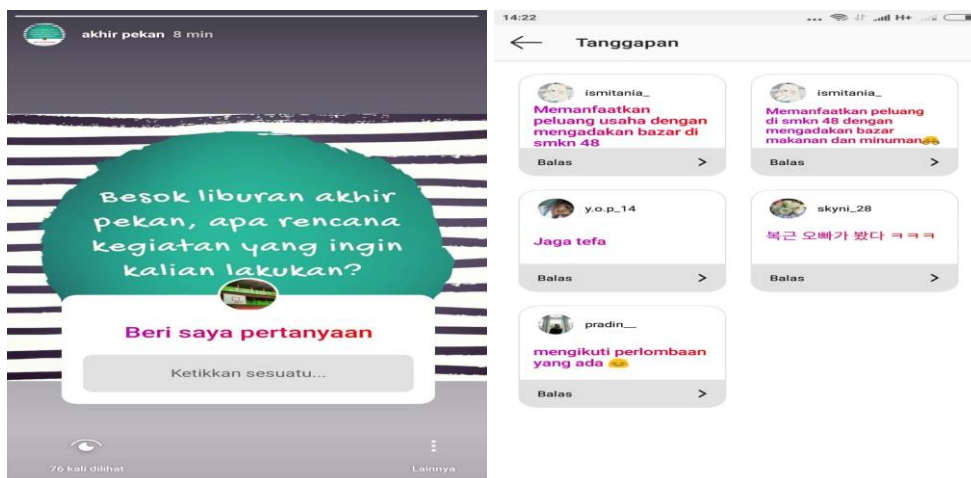 akhir pekan 8 min
Besok liburan akhir
pekan, apa rencana
kegiatan yang ingin
kalian lakukan?
Beri saya pertanyaan
Ketikkan sesuatu...
76 kali dilihat
Lainnya
14:22
H+
Tanggapan
ismitania_
Memanfaatkan
peluang usaha dengan
mengadakan bazar di
smkn 48
Balas
ismitania_
Memanfaatkan peluang
di smkn 48 dengan
mengadakan bazar
makanan dan minuman
Balas
y.o.p_14
Jaga tefa
Balas
skyni_28
복근 오빠가 봤다 ㅋㅋㅋ
Balas
pradin__
mengikuti perlombaan
yang ada
Balas